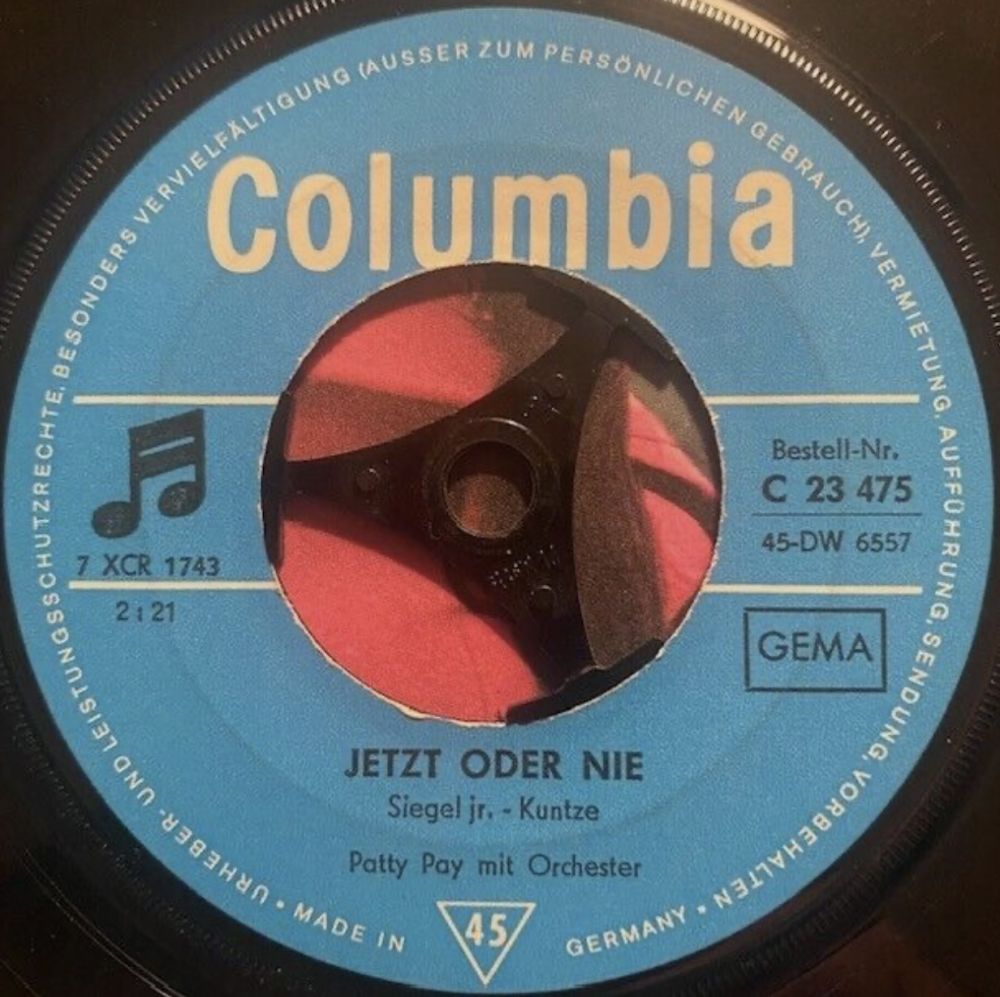 URHEBER- UND LEISTUNGSSCHUTZRECHTE, BESONDERS VERVIELFÄLTIGUNG (AUSSER ZUM PERSÖNLICHEN GEBRAUCH), VERMIETUNG, AUFFÜHRUNG, SENDUNG, VORBEHALTEN •
Columbia
7 XCR 1743
2:21
Bestell-Nr.
C 23 475
45-DW 6557
GEMA
JETZT ODER NIE
Siegel jr. - Kuntze
Patty Pay mit Orchester
• MADE IN
45
GERMANY